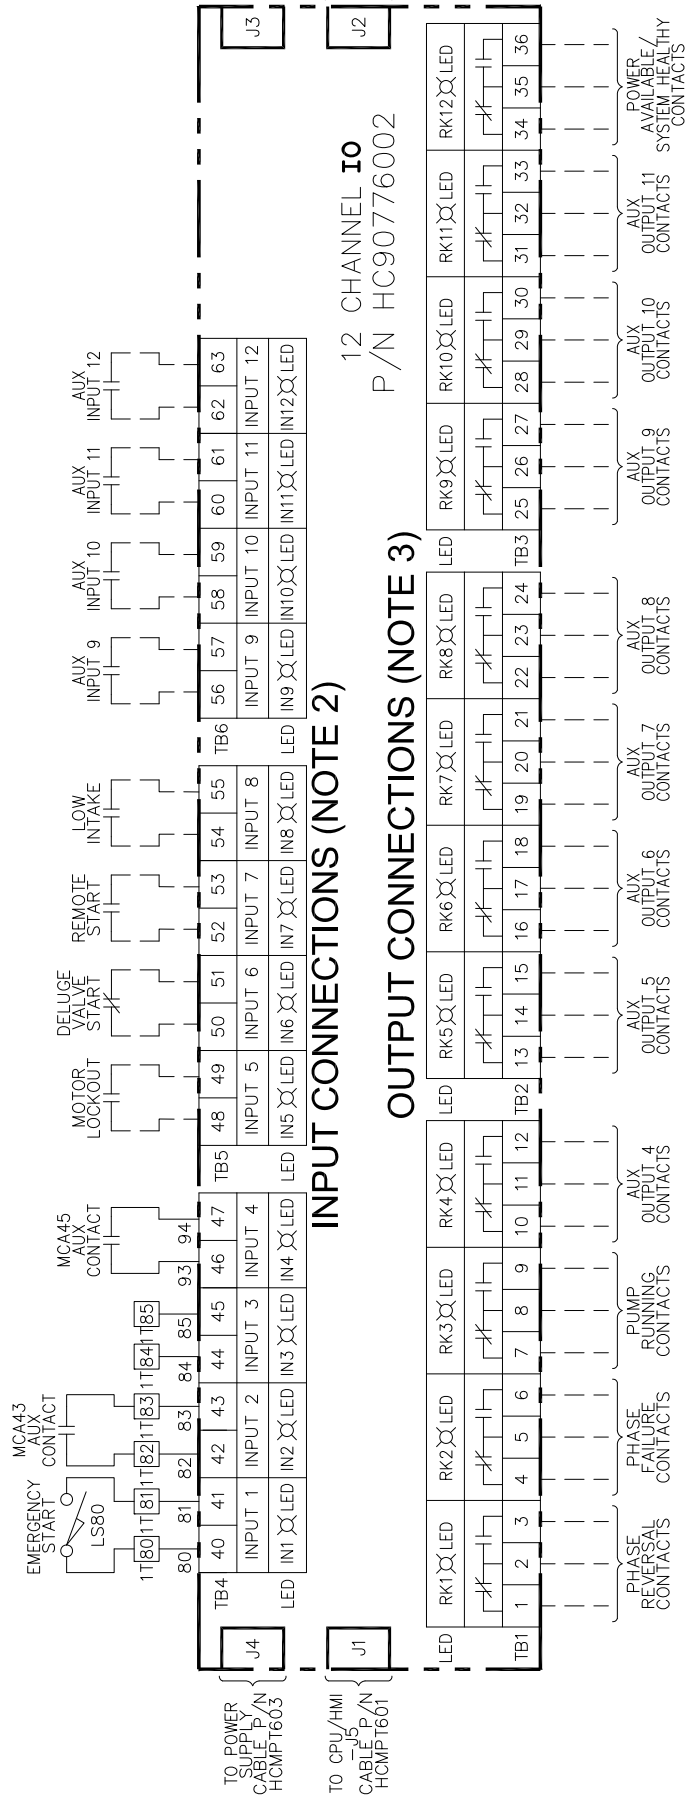 EMERGENCY
START
LS80
MCA43
AUX
CONTACT
MCA45
AUX
CONTACT
MOTOR
LOCKOUT
DELUGE
VALVE
START
REMOTE
START
LOW
INTAKE
AUX
INPUT 9
AUX
INPUT 10
AUX
INPUT 11
AUX
INPUT 12
1T80 1T81 1T82 1T83 1T84 1T85
80 81 82 83 84 85 93 94
TB4 40 41 42 43 44 45 46 47
INPUT 1 INPUT 2 INPUT 3 INPUT 4
LED IN1 LED IN2 LED IN3 LED IN4 LED
TB5 48 49 50 51 52 53 54 55
INPUT 5 INPUT 6 INPUT 7 INPUT 8
LED IN5 LED IN6 LED IN7 LED IN8 LED
TB6 56 57 58 59 60 61 62 63
INPUT 9 INPUT 10 INPUT 11 INPUT 12
LED IN9 LED IN10 LED IN11 LED IN12 LED
J4
J3
TO POWER
SUPPLY
CABLE P/N
HCMPT603
INPUT CONNECTIONS (NOTE 2)
12 CHANNEL IO
P/N HC90776002
J1
J2
TO CPU/HMI
-J5
CABLE P/N
HCMPT601
OUTPUT CONNECTIONS (NOTE 3)
LED RK1 LED RK2 LED RK3 LED RK4 LED
LED RK5 LED RK6 LED RK7 LED RK8 LED
LED RK9 LED RK10 LED RK11 LED RK12 LED
TB1 1 2 3 4 5 6 7 8 9 10 11 12
TB2 13 14 15 16 17 18 19 20 21 22 23 24
TB3 25 26 27 28 29 30 31 32 33 34 35 36
PHASE
REVERSAL
CONTACTS
PHASE
FAILURE
CONTACTS
PUMP
RUNNING
CONTACTS
AUX
OUTPUT 4
CONTACTS
AUX
OUTPUT 5
CONTACTS
AUX
OUTPUT 6
CONTACTS
AUX
OUTPUT 7
CONTACTS
AUX
OUTPUT 8
CONTACTS
AUX
OUTPUT 9
CONTACTS
AUX
OUTPUT 10
CONTACTS
AUX
OUTPUT 11
CONTACTS
POWER
AVAILABLE/
SYSTEM HEALTHY
CONTACTS